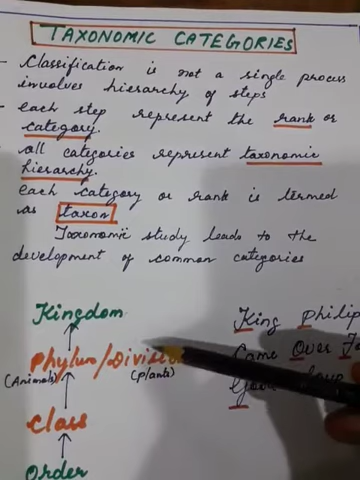 TAXONOMIC CATEGORIES
- Classification is not a single process
involves hierarchy of steps
- each step represent the rank or
category.
- all categories represent taxonomic
hierarchy.
each category or rank is termed
as taxon
Taxonomic study leads to the
development of common categories
Kingdom
Phylum/Division
(Animals) (plants)
Class
Order
King Philip
Came Over